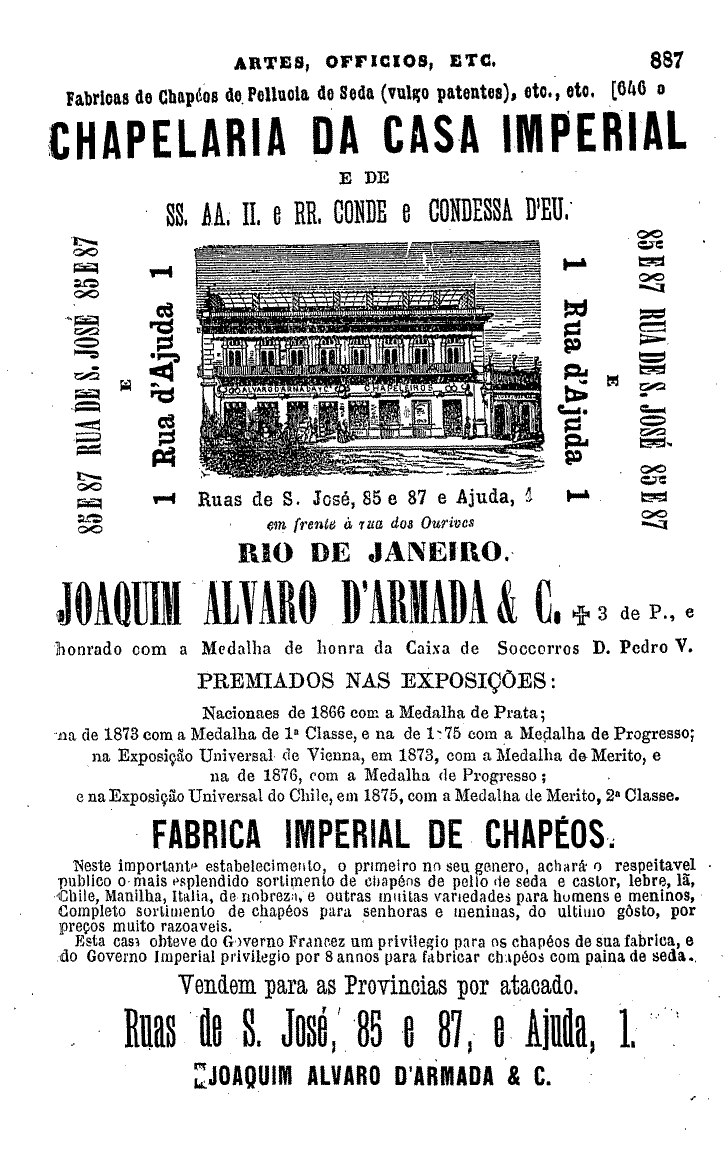 ARTES, OFFICIOS, ETC. 887
Fabricas de Chapéos de Pellucia de Seda (vulgo patentes), etc., etc. [646 o
CHAPELARIA DA CASA IMPERIAL
E DE
SS. AA. II. e RR. CONDE e CONDESSA D'EU.
85 E 87 RUA DE S. JOSÉ 85 E 87
E
1 Rua d'Ajuda 1
ALVARO D'ARMADA & C.ª CHAPELEIROS
1 Rua d'Ajuda 1
E
85 E 87 RUA DE S. JOSÉ 85 E 87
Ruas de S. José, 85 e 87 e Ajuda, 1
em frente á rua dos Ourives
RIO DE JANEIRO.
JOAQUIM ALVARO D'ARMADA & C. ✠ 3 de P., e
honrado com a Medalha de honra da Caixa de Soccorros D. Pedro V.
PREMIADOS NAS EXPOSIÇÕES:
Nacionaes de 1866 com a Medalha de Prata;
na de 1873 com a Medalha de 1ª Classe, e na de 1875 com a Medalha de Progresso;
na Exposição Universal de Vienna, em 1873, com a Medalha de Merito, e
na de 1876, com a Medalha de Progresso;
e na Exposição Universal do Chile, em 1875, com a Medalha de Merito, 2ª Classe.
FABRICA IMPERIAL DE CHAPÉOS.
Neste importante estabelecimento, o primeiro no seu genero, achará o respeitavel
publico o mais esplendido sortimento de chapéos de pello de seda e castor, lebre, lã,
Chile, Manilha, Italia, de nobreza, e outras muitas variedades para homens e meninos,
Completo sortimento de chapéos para senhoras e meninas, do ultimo gôsto, por
preços muito razoaveis.
Esta casa obteve do Governo Francez um privilegio para os chapéos de sua fabrica, e
do Governo Imperial privilegio por 8 annos para fabricar chapéos com paina de seda.
Vendem para as Provincias por atacado.
Ruas de S. José, 85 e 87, e Ajuda, 1.
JOAQUIM ALVARO D'ARMADA & C.